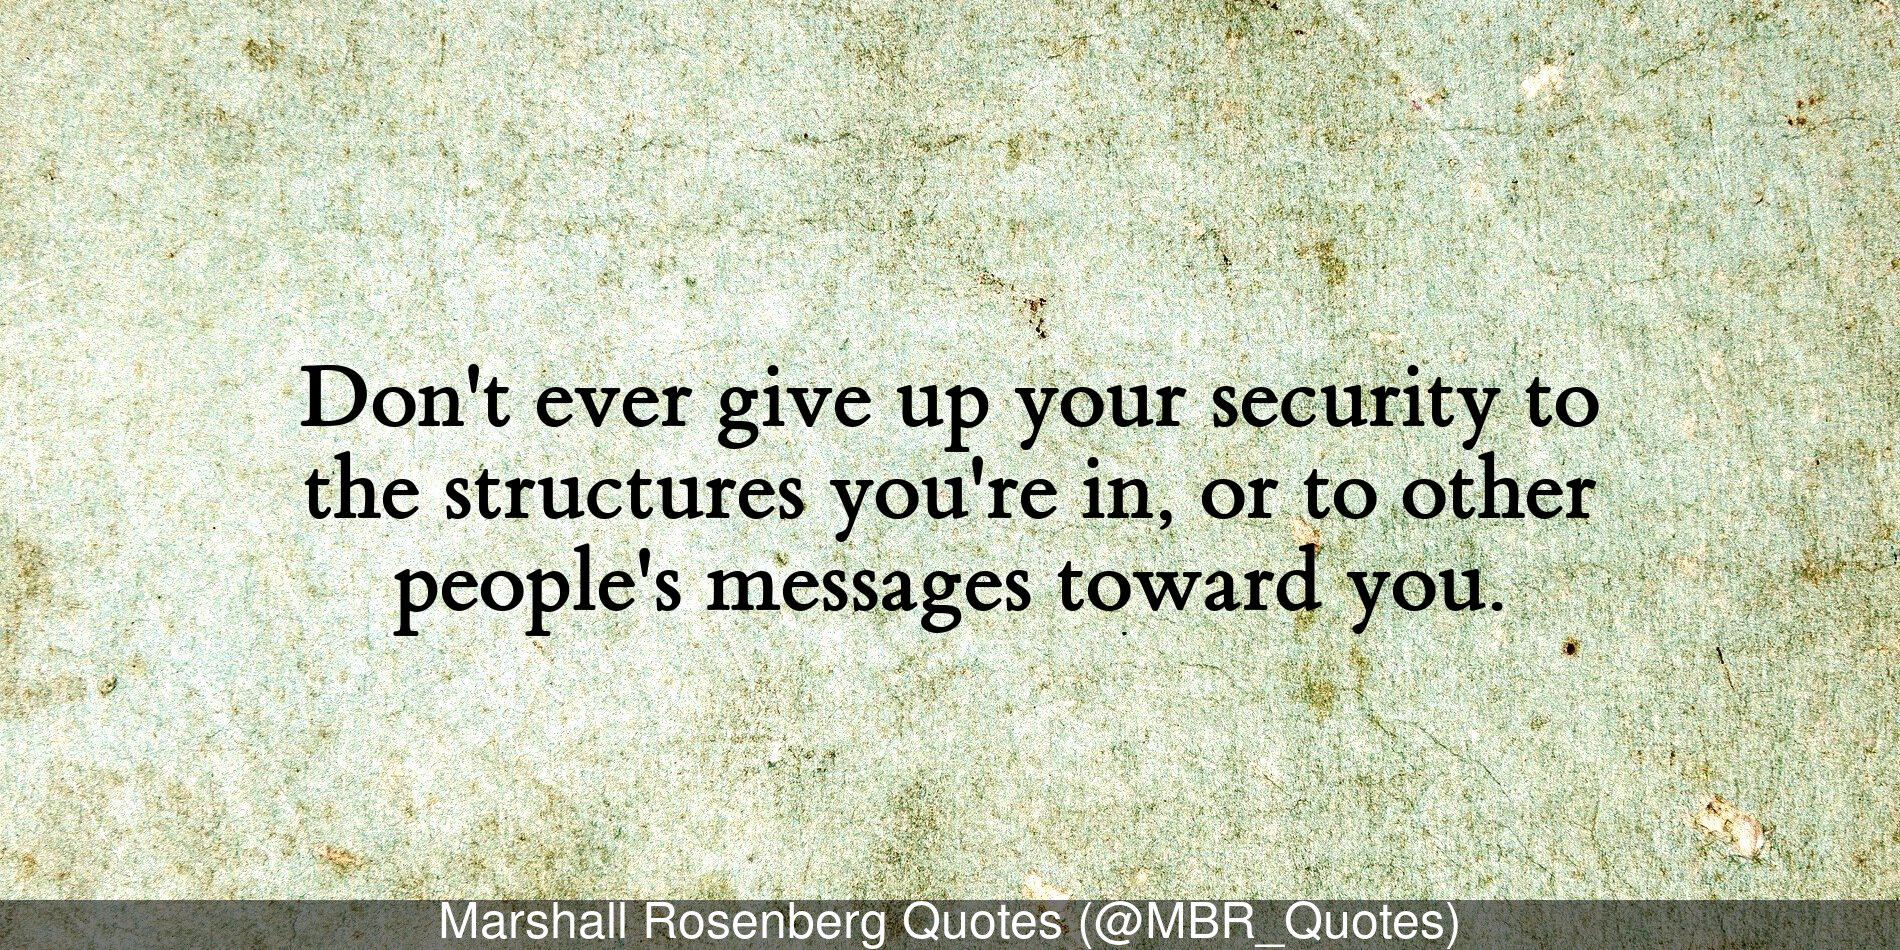 Don't ever give up your security to
the structures you're in, or to other
people's messages toward you.
Marshall Rosenberg Quotes (@MBR_Quotes)